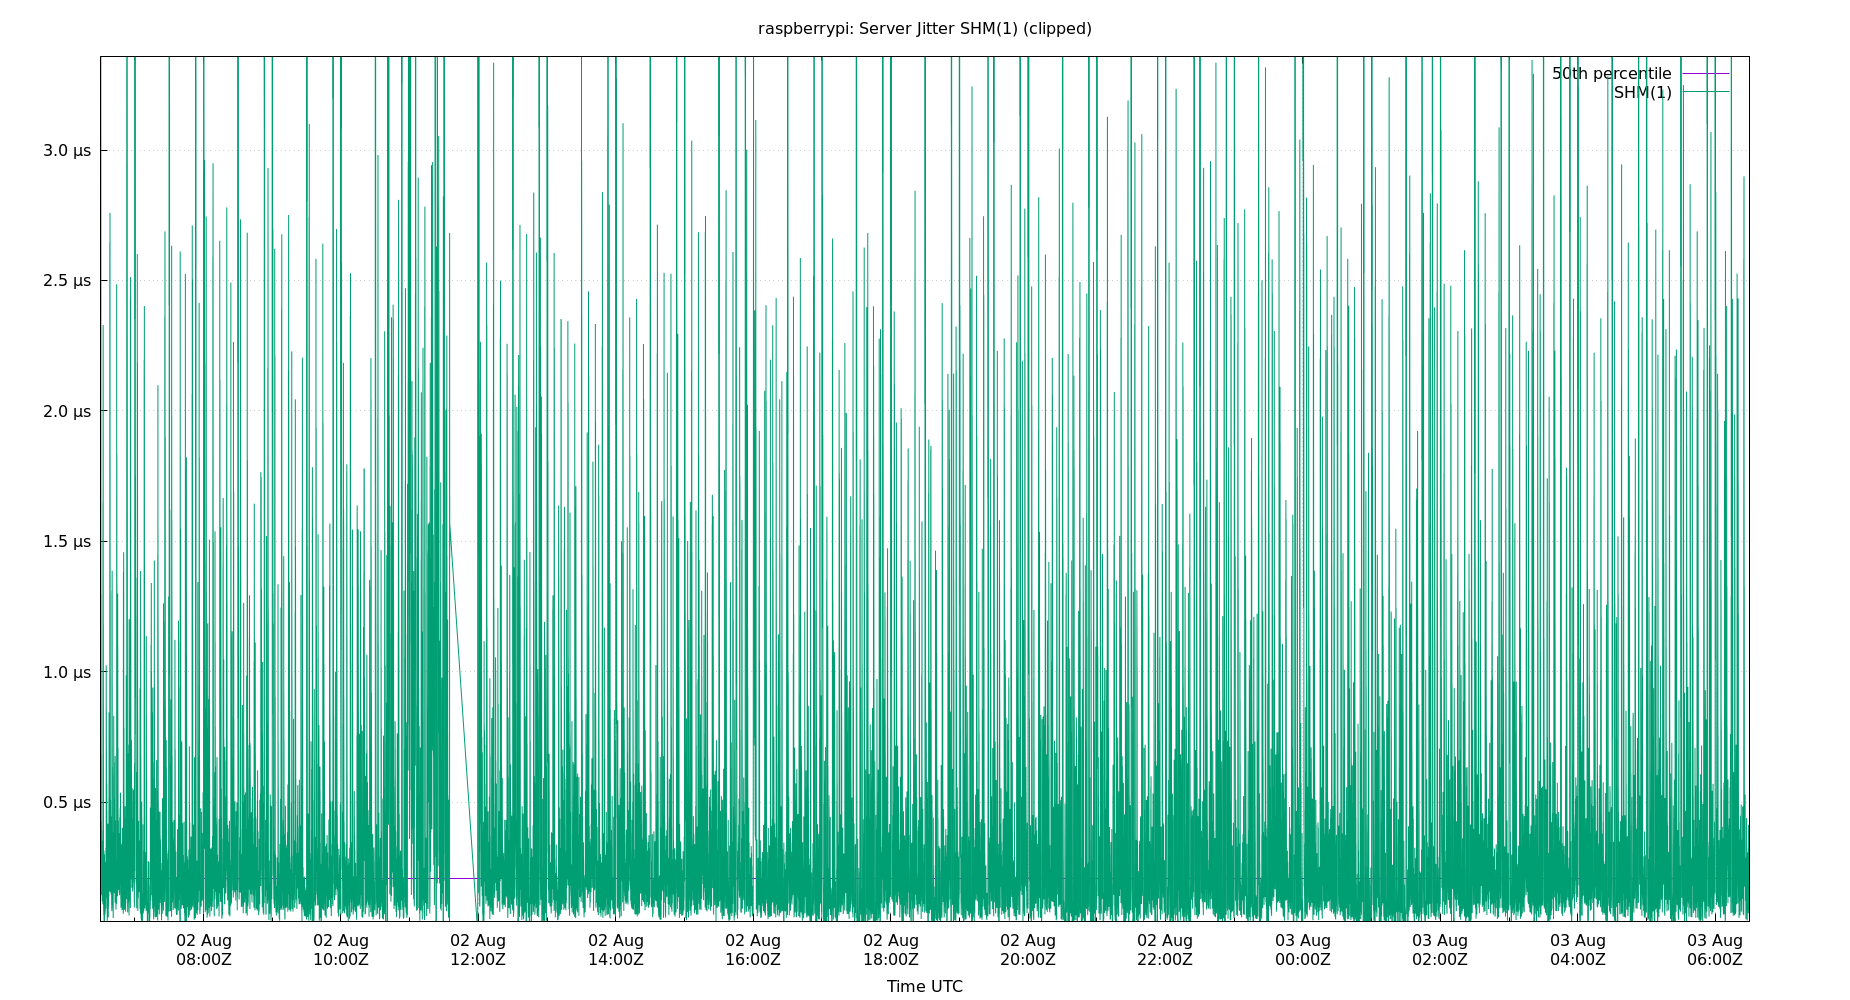 raspberrypi: Server Jitter SHM(1) (clipped)
50th percentile
SHM(1)
3.0 µs
2.5 µs
2.0 µs
1.5 µs
1.0 µs
0.5 µs
02 Aug 02 Aug 02 Aug 02 Aug 02 Aug 02 Aug 02 Aug 02 Aug 03 Aug 03 Aug 03 Aug 03 Aug
08:00Z 10:00Z 12:00Z 14:00Z 16:00Z 18:00Z 20:00Z 22:00Z 00:00Z 02:00Z 04:00Z 06:00Z
Time UTC